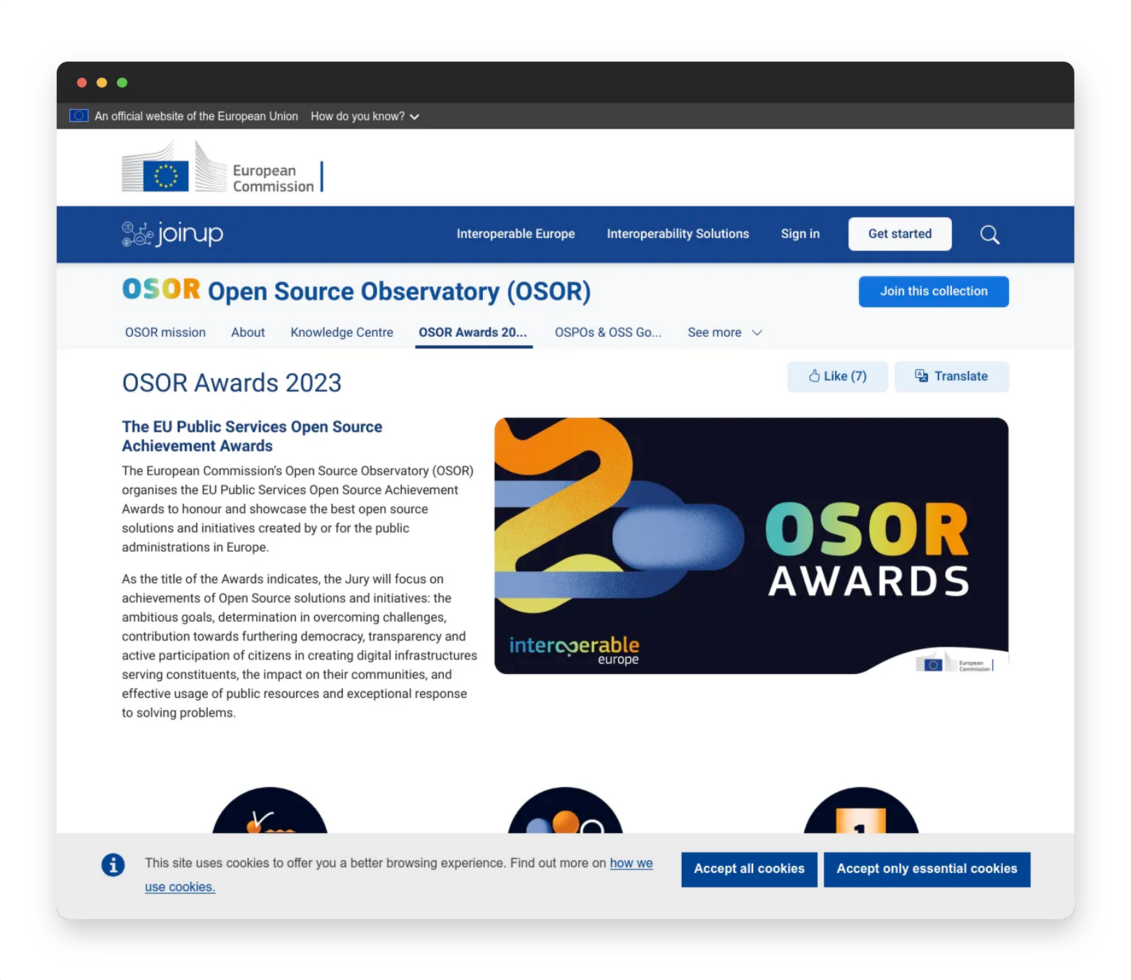 An official website of the European Union How do you know?
European
Commission
joinup
Interoperable Europe Interoperability Solutions Sign in Get started
OSOR Open Source Observatory (OSOR)
Join this collection
OSOR mission About Knowledge Centre OSOR Awards 20... OSPOs & OSS Go... See more
OSOR Awards 2023
Like (7) Translate
The EU Public Services Open Source
Achievement Awards
The European Commission's Open Source Observatory (OSOR)
organises the EU Public Services Open Source Achievement
Awards to honour and showcase the best open source
solutions and initiatives created by or for the public
administrations in Europe.
As the title of the Awards indicates, the Jury will focus on
achievements of Open Source solutions and initiatives: the
ambitious goals, determination in overcoming challenges,
contribution towards furthering democracy, transparency and
active participation of citizens in creating digital infrastructures
serving constituents, the impact on their communities, and
effective usage of public resources and exceptional response
to solving problems.
OSOR
AWARDS
interoperable
europe
European
Commission
1
This site uses cookies to offer you a better browsing experience. Find out more on how we
use cookies.
Accept all cookies Accept only essential cookies